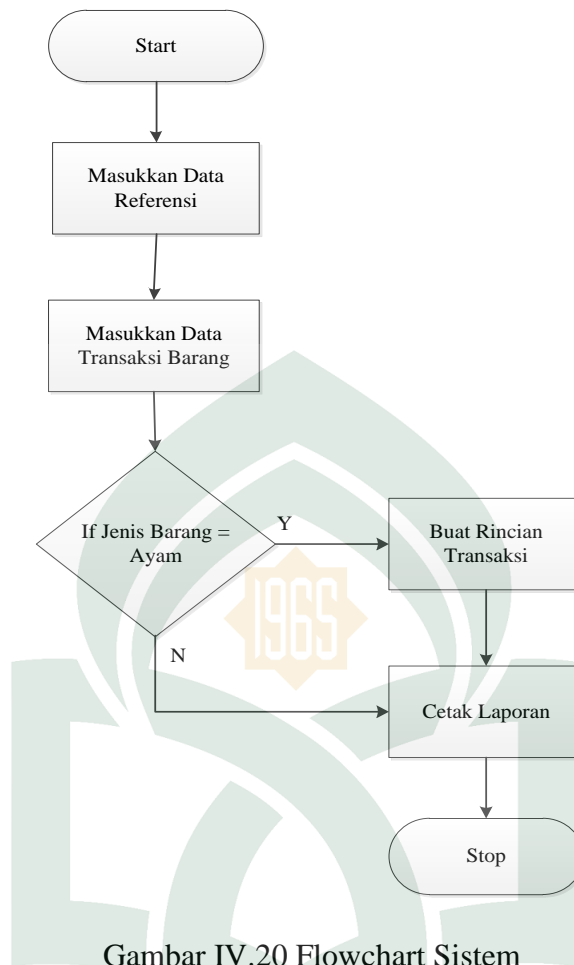 Start
Masukkan Data
Referensi
Masukkan Data
Transaksi Barang
If Jenis Barang =
Ayam
Y
Buat Rincian
Transaksi
1965
N
Cetak Laporan
Stop
Gambar IV.20 Flowchart Sistem